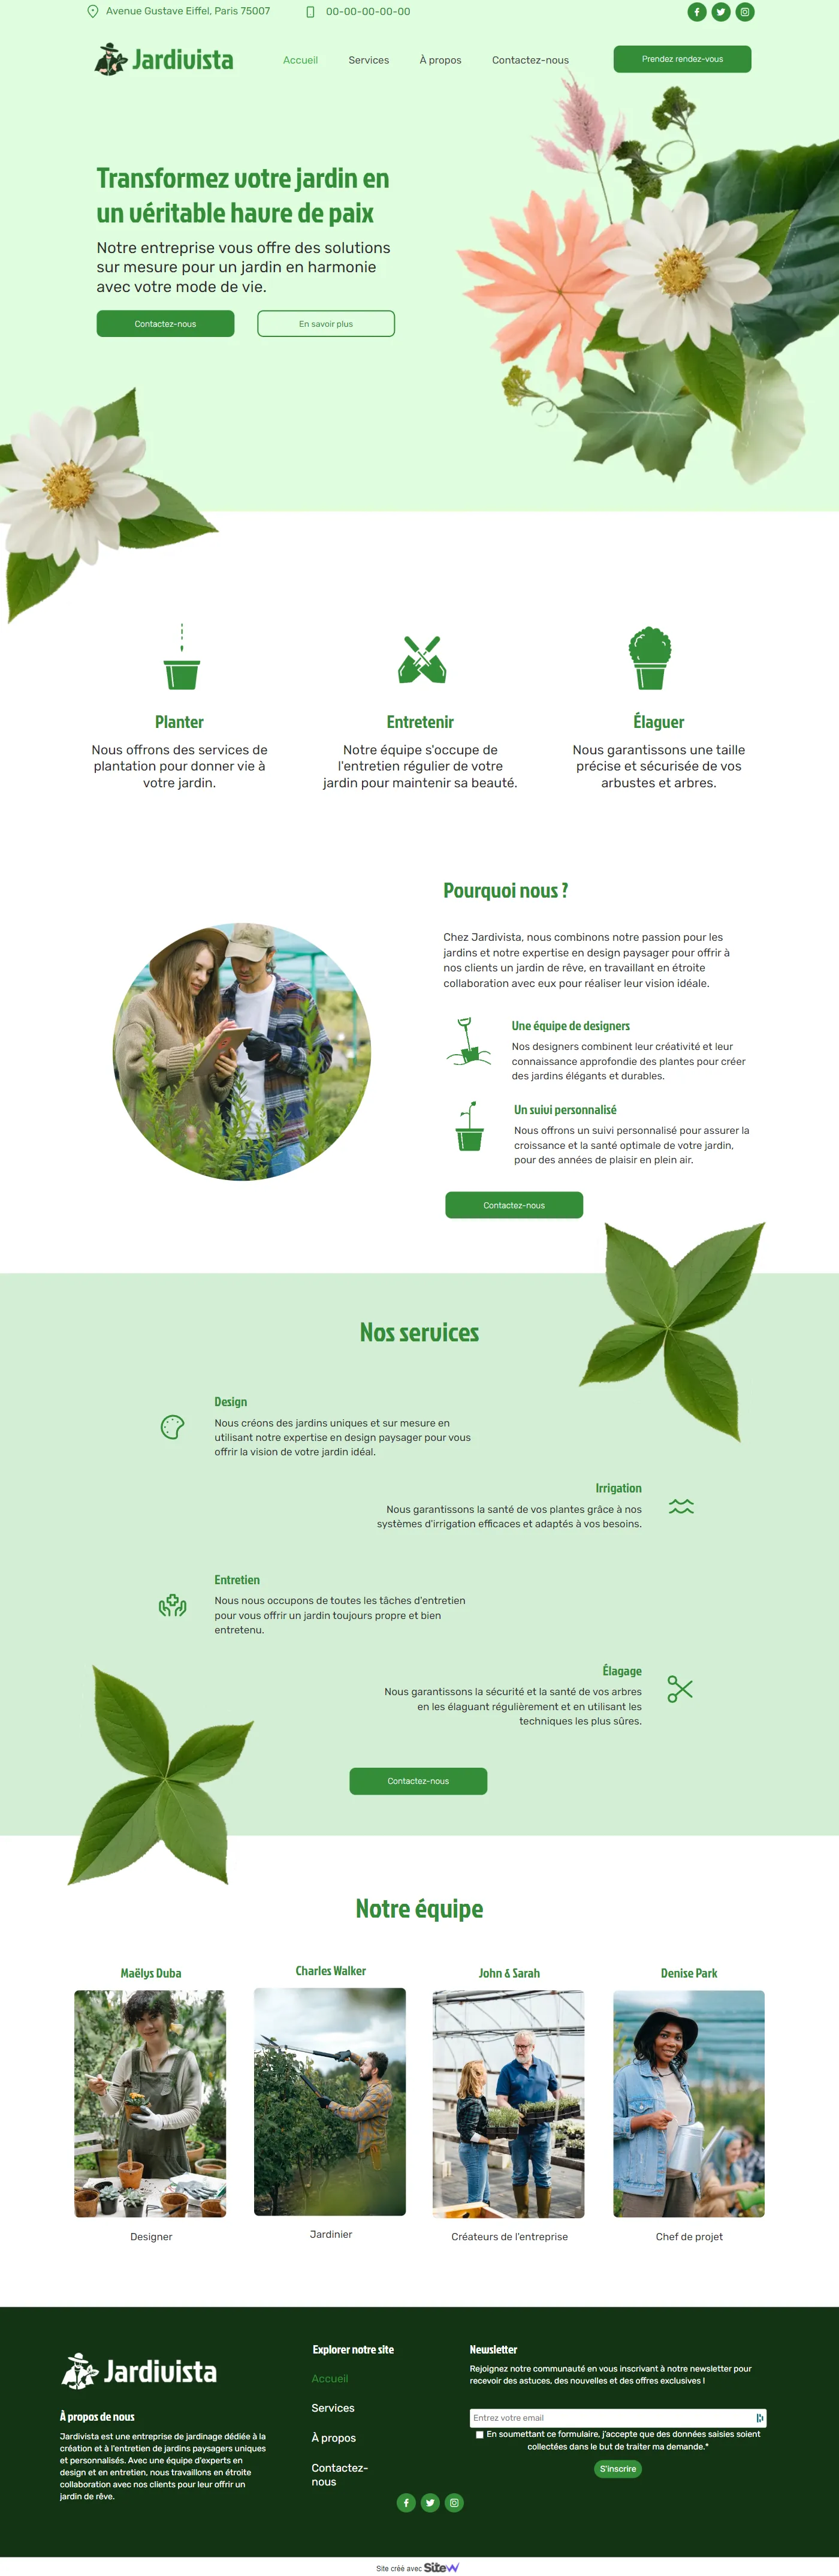 Avenue Gustave Eiffel, Paris 75007
00-00-00-00-00
Jardivista
Accueil
Services
À propos
Contactez-nous
Prendez rendez-vous
Transformez votre jardin en
un véritable havre de paix
Notre entreprise vous offre des solutions
sur mesure pour un jardin en harmonie
avec votre mode de vie.
Contactez-nous
En savoir plus
Planter
Nous offrons des services de
plantation pour donner vie à
votre jardin.
Entretenir
Notre équipe s'occupe de
l'entretien régulier de votre
jardin pour maintenir sa beauté.
Élaguer
Nous garantissons une taille
précise et sécurisée de vos
arbustes et arbres.
Pourquoi nous ?
Chez Jardivista, nous combinons notre passion pour les
jardins et notre expertise en design paysager pour offrir à
nos clients un jardin de rêve, en travaillant en étroite
collaboration avec eux pour réaliser leur vision idéale.
Une équipe de designers
Nos designers combinent leur créativité et leur
connaissance approfondie des plantes pour créer
des jardins élégants et durables.
Un suivi personnalisé
Nous offrons un suivi personnalisé pour assurer la
croissance et la santé optimale de votre jardin,
pour des années de plaisir en plein air.
Contactez-nous
Nos services
Design
Nous créons des jardins uniques et sur mesure en
utilisant notre expertise en design paysager pour vous
offrir la vision de votre jardin idéal.
Irrigation
Nous garantissons la santé de vos plantes grâce à nos
systèmes d'irrigation efficaces et adaptés à vos besoins.
Entretien
Nous nous occupons de toutes les tâches d'entretien
pour vous offrir un jardin toujours propre et bien
entretenu.
Élagage
Nous garantissons la sécurité et la santé de vos arbres
en les élaguant régulièrement et en utilisant les
techniques les plus sûres.
Contactez-nous
Notre équipe
Maëlys Duba
Charles Walker
John & Sarah
Denise Park
Designer
Jardinier
Créateurs de l'entreprise
Chef de projet
Jardivista
À propos de nous
Jardivista est une entreprise de jardinage dédiée à la
création et à l'entretien de jardins paysagers uniques
et personnalisés. Avec une équipe d'experts en
design et en entretien, nous travaillons en étroite
collaboration avec nos clients pour leur offrir un
jardin de rêve.
Explorer notre site
Accueil
Services
À propos
Contactez-
nous
Newsletter
Rejoignez notre communauté en vous inscrivant à notre newsletter pour
recevoir des astuces, des nouvelles et des offres exclusives !
Entrez votre email
En soumettant ce formulaire, j'accepte que des données saisies soient
collectées dans le but de traiter ma demande.*
S'inscrire
Site créé avec SiteW